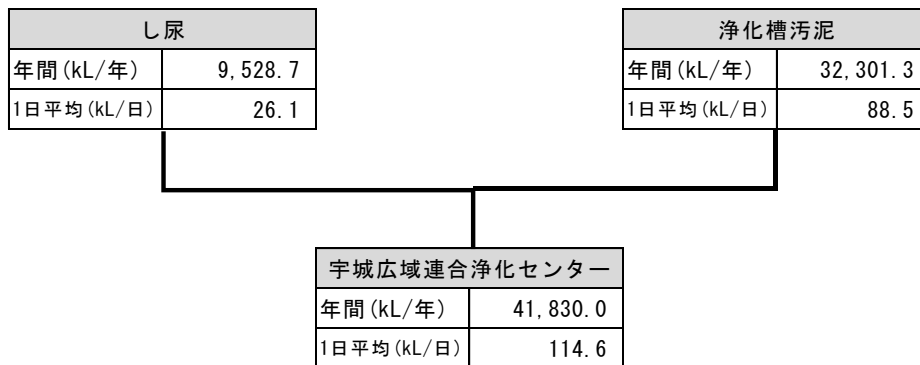 し尿
年間(kL/年) 9,528.7
1日平均(kL/日) 26.1
浄化槽汚泥
年間(kL/年) 32,301.3
1日平均(kL/日) 88.5
宇城広域連合浄化センター
年間(kL/年) 41,830.0
1日平均(kL/日) 114.6